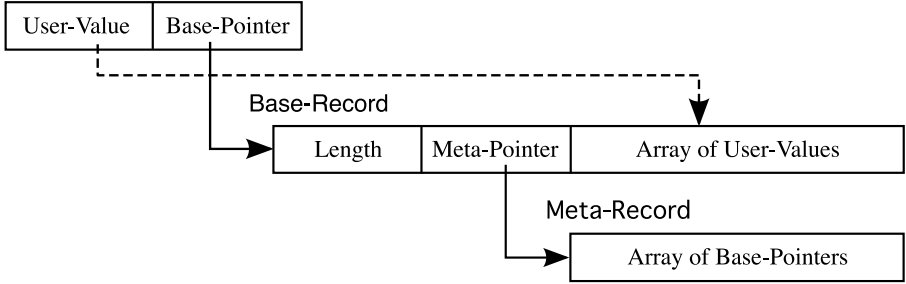 User-Value Base-Pointer
Base-Record
Length Meta-Pointer Array of User-Values
Meta-Record
Array of Base-Pointers